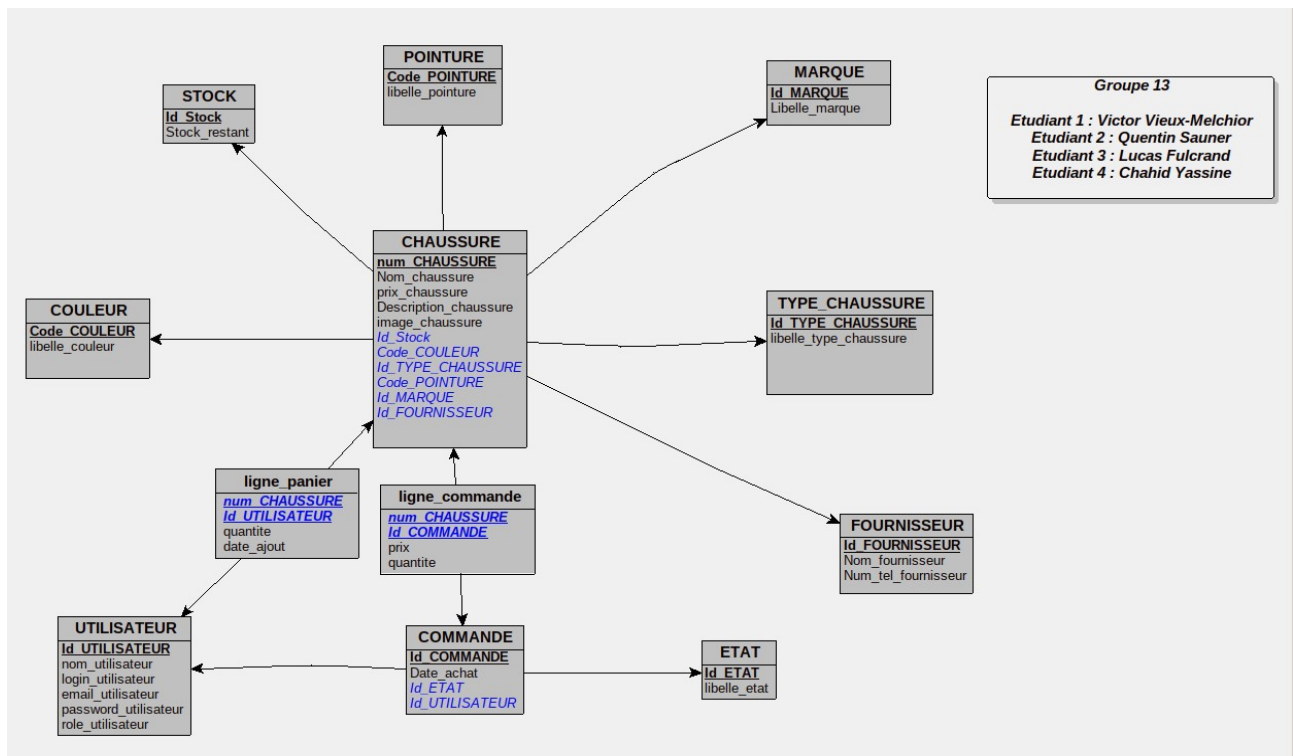 POINTURE
Code_POINTURE
libelle_pointure
MARQUE
Id_MARQUE
Libelle_marque
Groupe 13
Etudiant 1 : Victor Vieux-Melchior
Etudiant 2 : Quentin Sauner
Etudiant 3 : Lucas Fulcrand
Etudiant 4 : Chahid Yassine
STOCK
Id_Stock
Stock_restant
CHAUSSURE
num_CHAUSSURE
Nom_chaussure
prix_chaussure
Description_chaussure
image_chaussure
Id_Stock
Code_COULEUR
Id_TYPE_CHAUSSURE
Code_POINTURE
Id_MARQUE
Id_FOURNISSEUR
COULEUR
Code_COULEUR
libelle_couleur
TYPE_CHAUSSURE
Id_TYPE_CHAUSSURE
libelle_type_chaussure
ligne_panier
num_CHAUSSURE
Id_UTILISATEUR
quantite
date_ajout
ligne_commande
num_CHAUSSURE
Id_COMMANDE
prix
quantite
FOURNISSEUR
Id_FOURNISSEUR
Nom_fournisseur
Num_tel_fournisseur
UTILISATEUR
Id_UTILISATEUR
nom_utilisateur
login_utilisateur
email_utilisateur
password_utilisateur
role_utilisateur
COMMANDE
Id_COMMANDE
Date_achat
Id_ETAT
Id_UTILISATEUR
ETAT
Id_ETAT
libelle_etat